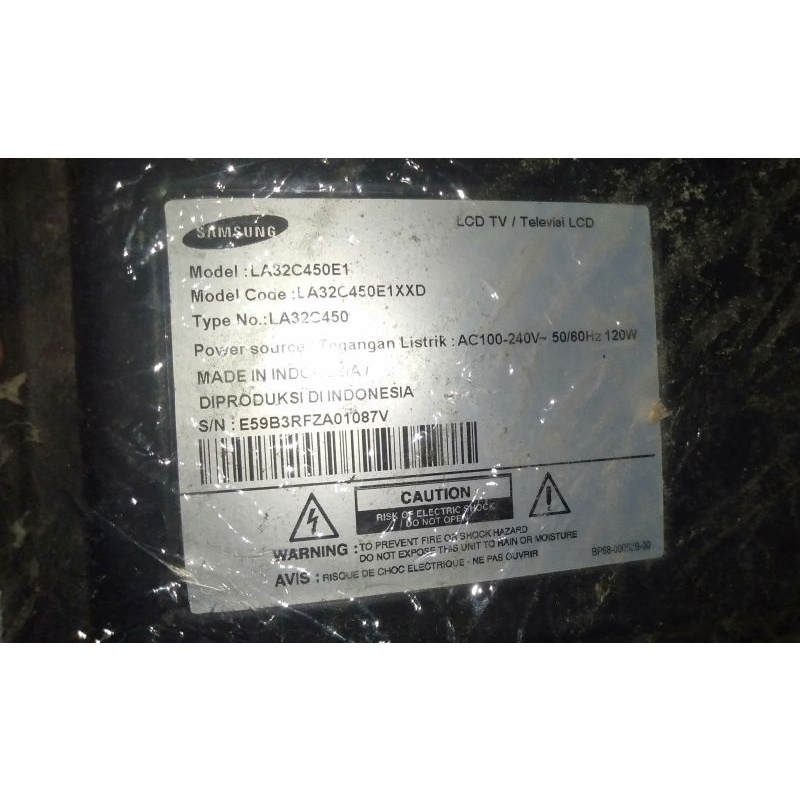 SAMSUNG
LCD TV / Televisi LCD
Model : LA32C450E1
Model Code : LA32C450E1XXD
Type No.: LA32C450
Power source / Tegangan Listrik : AC100-240V~ 50/60Hz 120W
MADE IN INDONESIA /
DIPRODUKSI DI INDONESIA
S/N : E59B3RFZA01087V
CAUTION
RISK OF ELECTRIC SHOCK
DO NOT OPEN
WARNING : TO PREVENT FIRE OR SHOCK HAZARD
DO NOT EXPOSE THIS UNIT TO RAIN OR MOISTURE
AVIS : RISQUE DE CHOC ELECTRIQUE - NE PAS OUVRIR